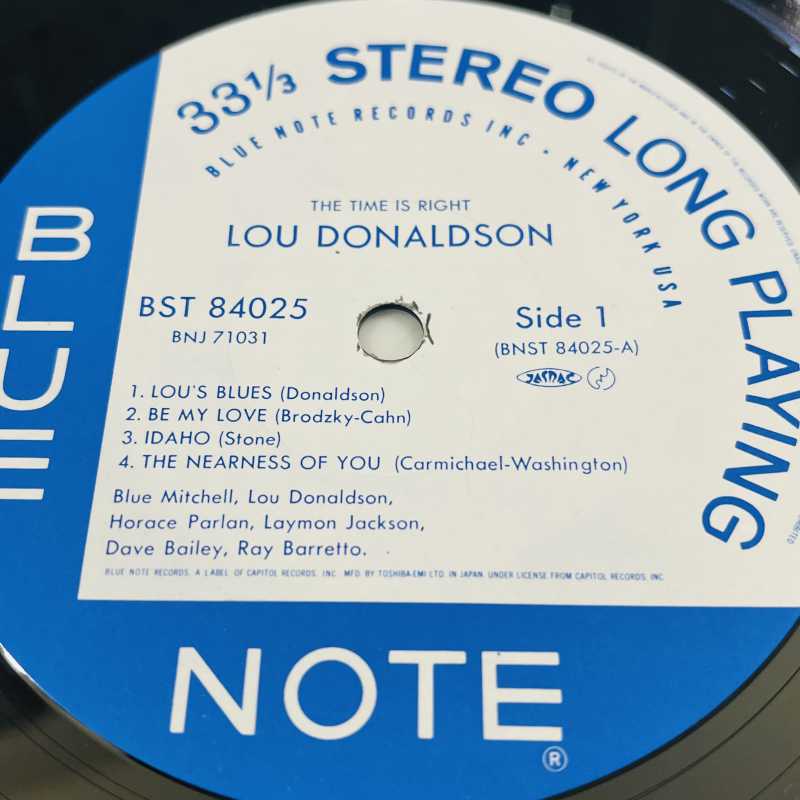 33 1/3 STEREO LONG PLAYING
BLUE NOTE RECORDS INC · NEW YORK USA
THE TIME IS RIGHT
LOU DONALDSON
BST 84025
BNJ 71031
Side 1
(BNST 84025-A)
JASRAC
1. LOU'S BLUES (Donaldson)
2. BE MY LOVE (Brodzky-Cahn)
3. IDAHO (Stone)
4. THE NEARNESS OF YOU (Carmichael-Washington)
Blue Mitchell, Lou Donaldson,
Horace Parlan, Laymon Jackson,
Dave Bailey, Ray Barretto.
BLUE NOTE RECORDS, A LABEL OF CAPITOL RECORDS, INC. MFD. BY TOSHIBA-EMI LTD. IN JAPAN, UNDER LICENSE FROM CAPITOL RECORDS, INC.
BLUE
NOTE®